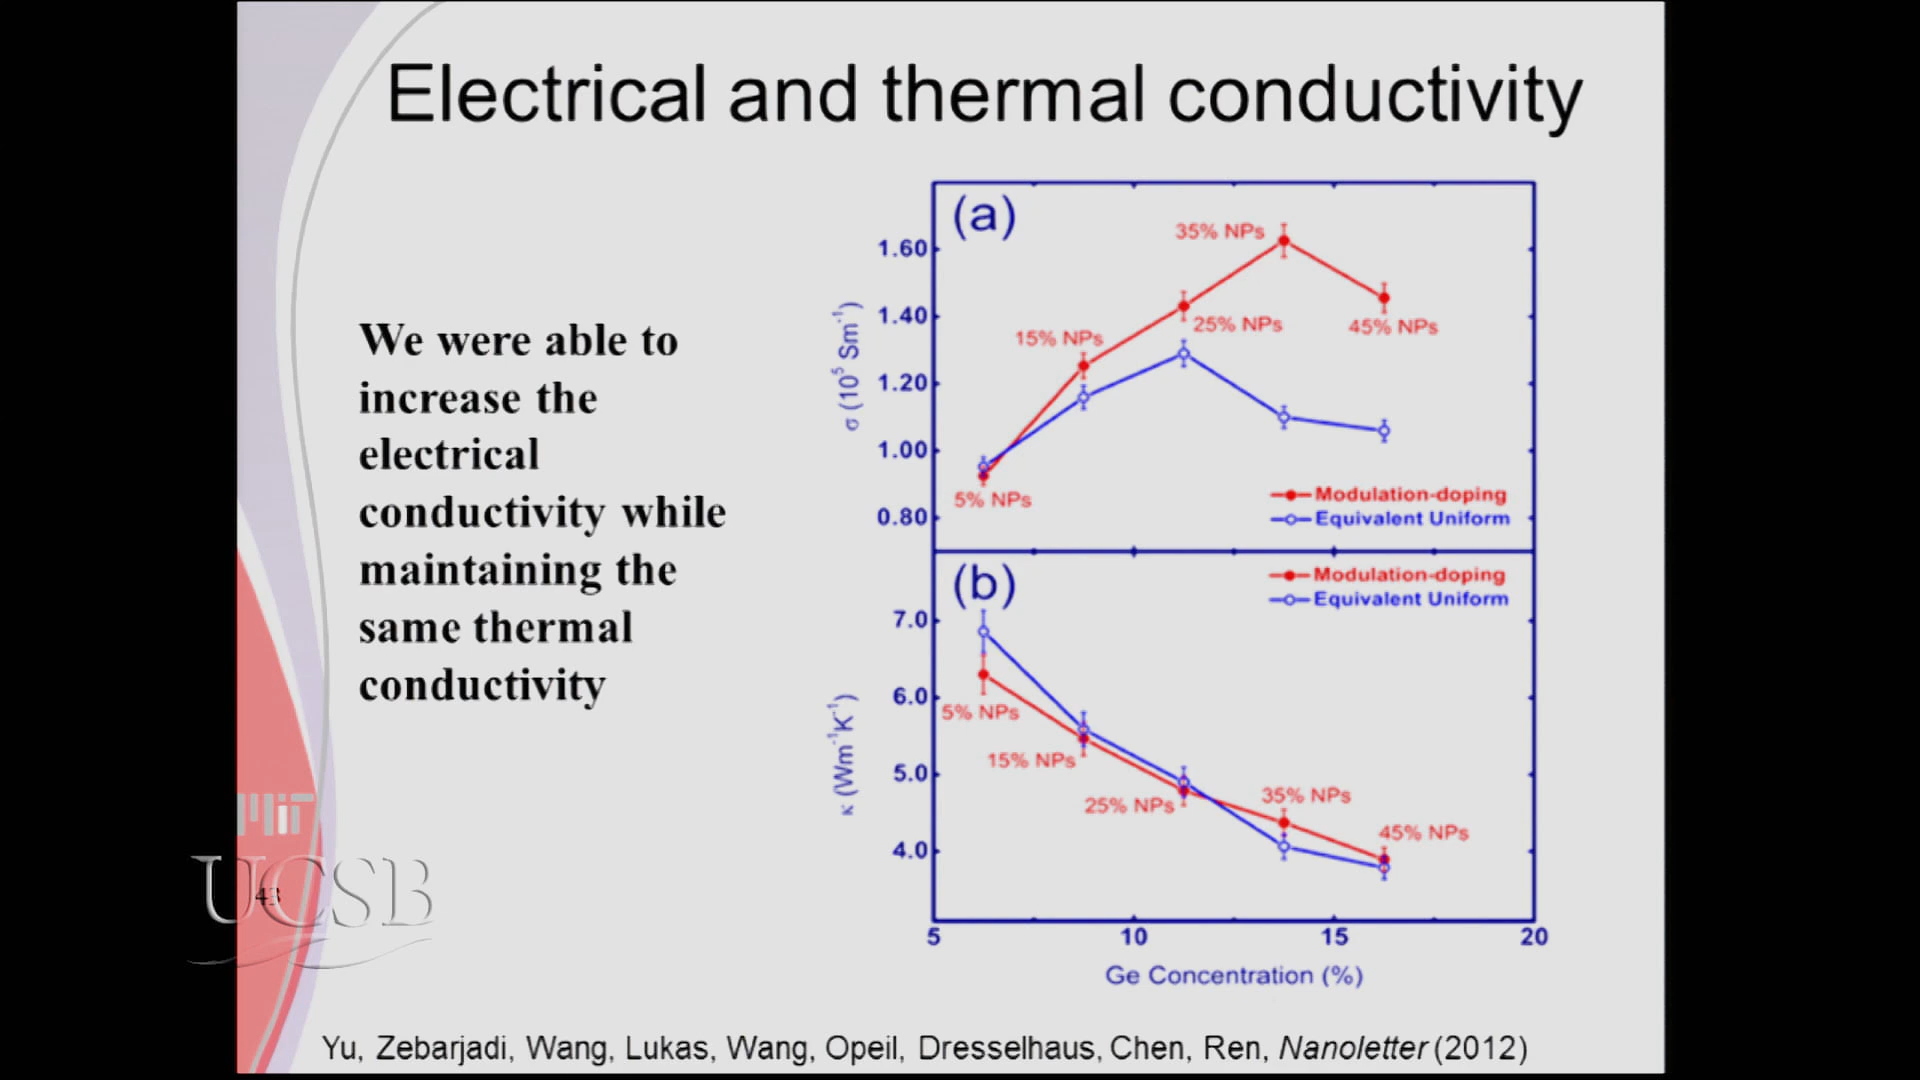 Electrical and thermal conductivity
We were able to
increase the
electrical
conductivity while
maintaining the
same thermal
conductivity
(a)
1.60
1.40
1.20
1.00
0.80
σ (10⁵ Sm⁻¹)
35% NPs
15% NPs
25% NPs
45% NPs
5% NPs
Modulation-doping
Equivalent Uniform
(b)
Modulation-doping
Equivalent Uniform
7.0
6.0
5.0
4.0
κ (Wm⁻¹K⁻¹)
5% NPs
15% NPs
25% NPs
35% NPs
45% NPs
5 10 15 20
Ge Concentration (%)
MIT
UCSB
43
Yu, Zebarjadi, Wang, Lukas, Wang, Opeil, Dresselhaus, Chen, Ren, Nanoletter (2012)